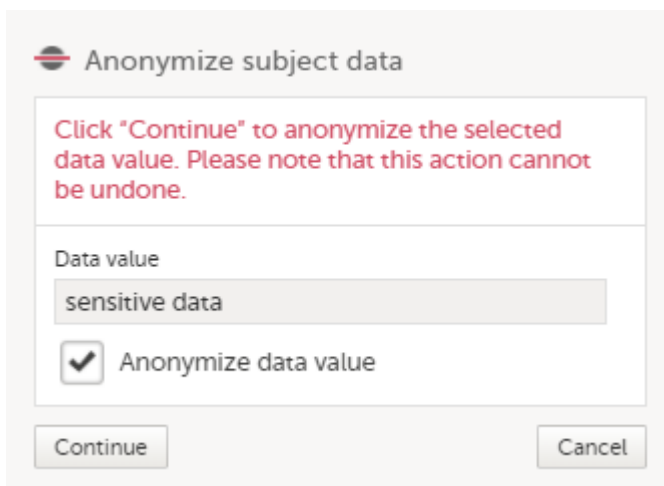 Anonymize subject data
Click “Continue” to anonymize the selected
data value. Please note that this action cannot
be undone.
Data value
sensitive data
Anonymize data value
Continue
Cancel